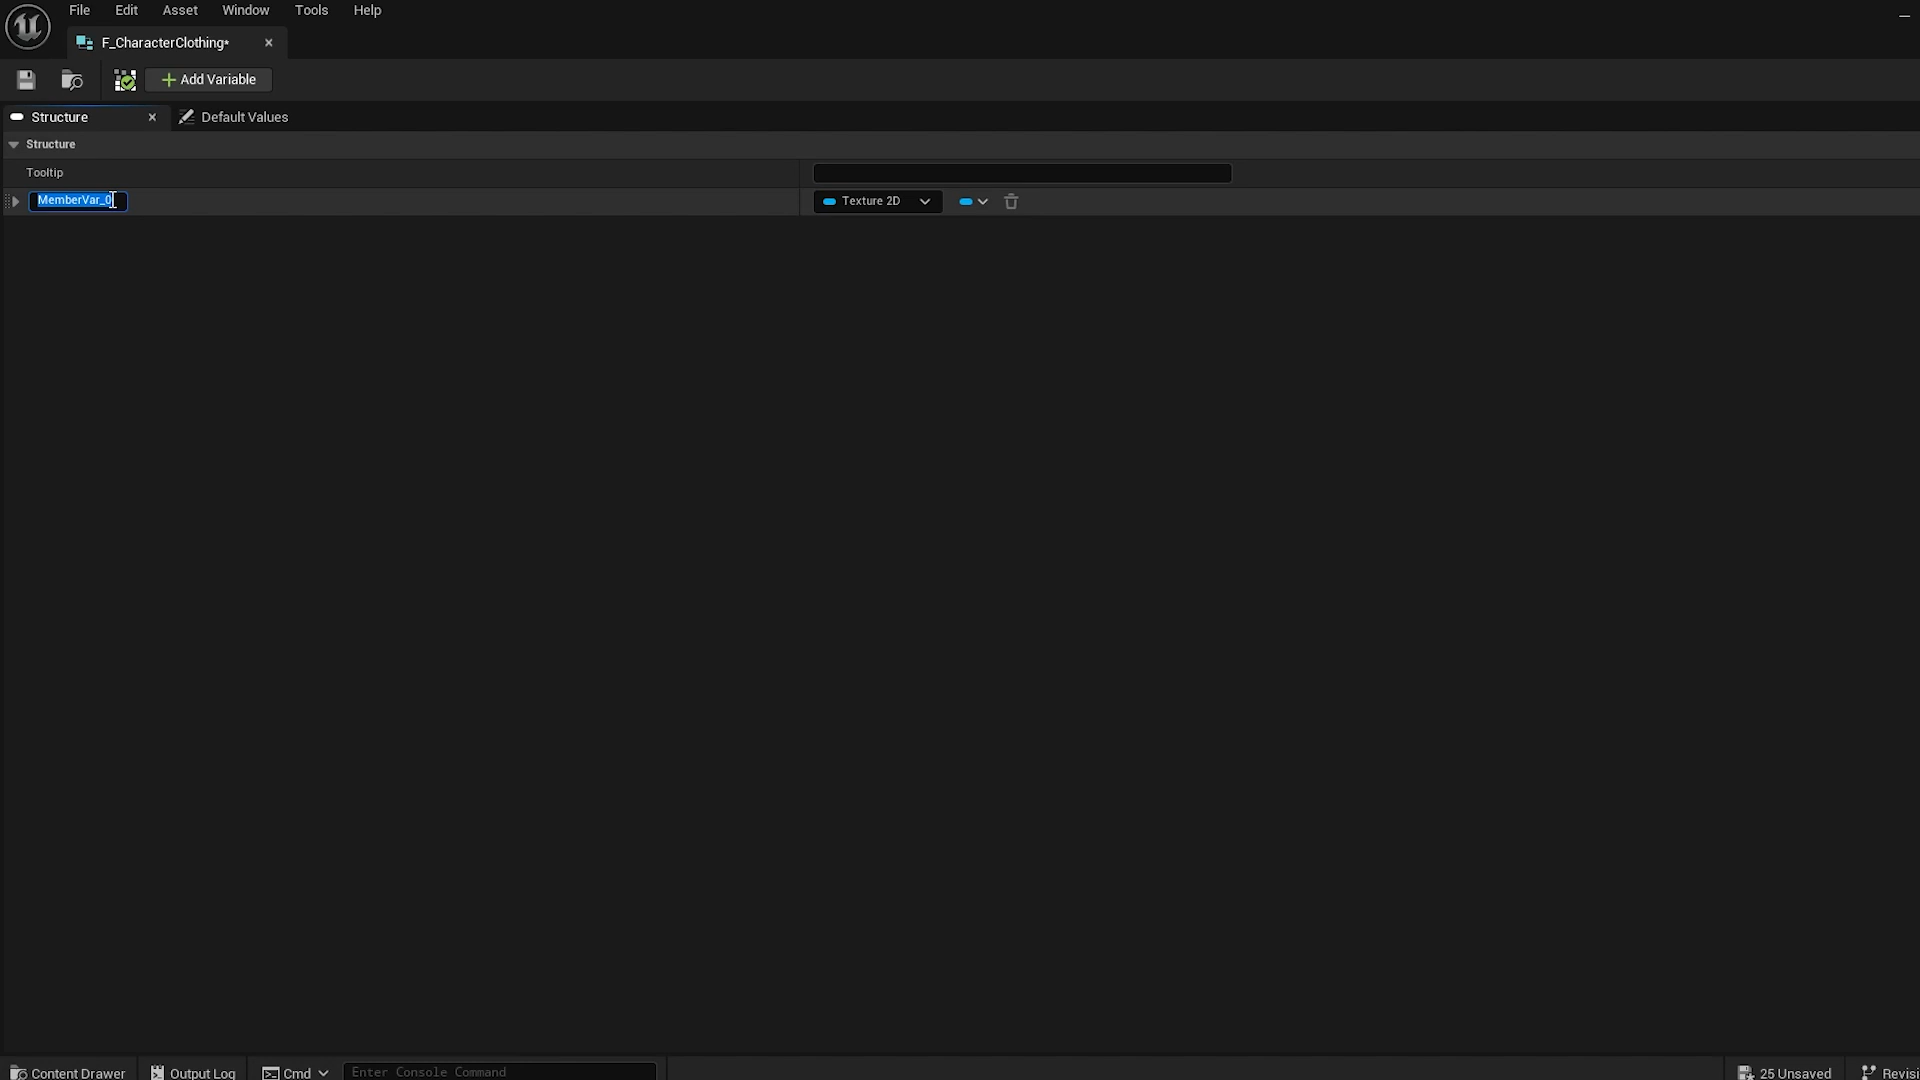 File Edit Asset Window Tools Help
F_CharacterClothing*
Add Variable
Structure Default Values
Structure
Tooltip
MemberVar_0 Texture 2D
Content Drawer Output Log Cmd Enter Console Command 25 Unsaved Revisi